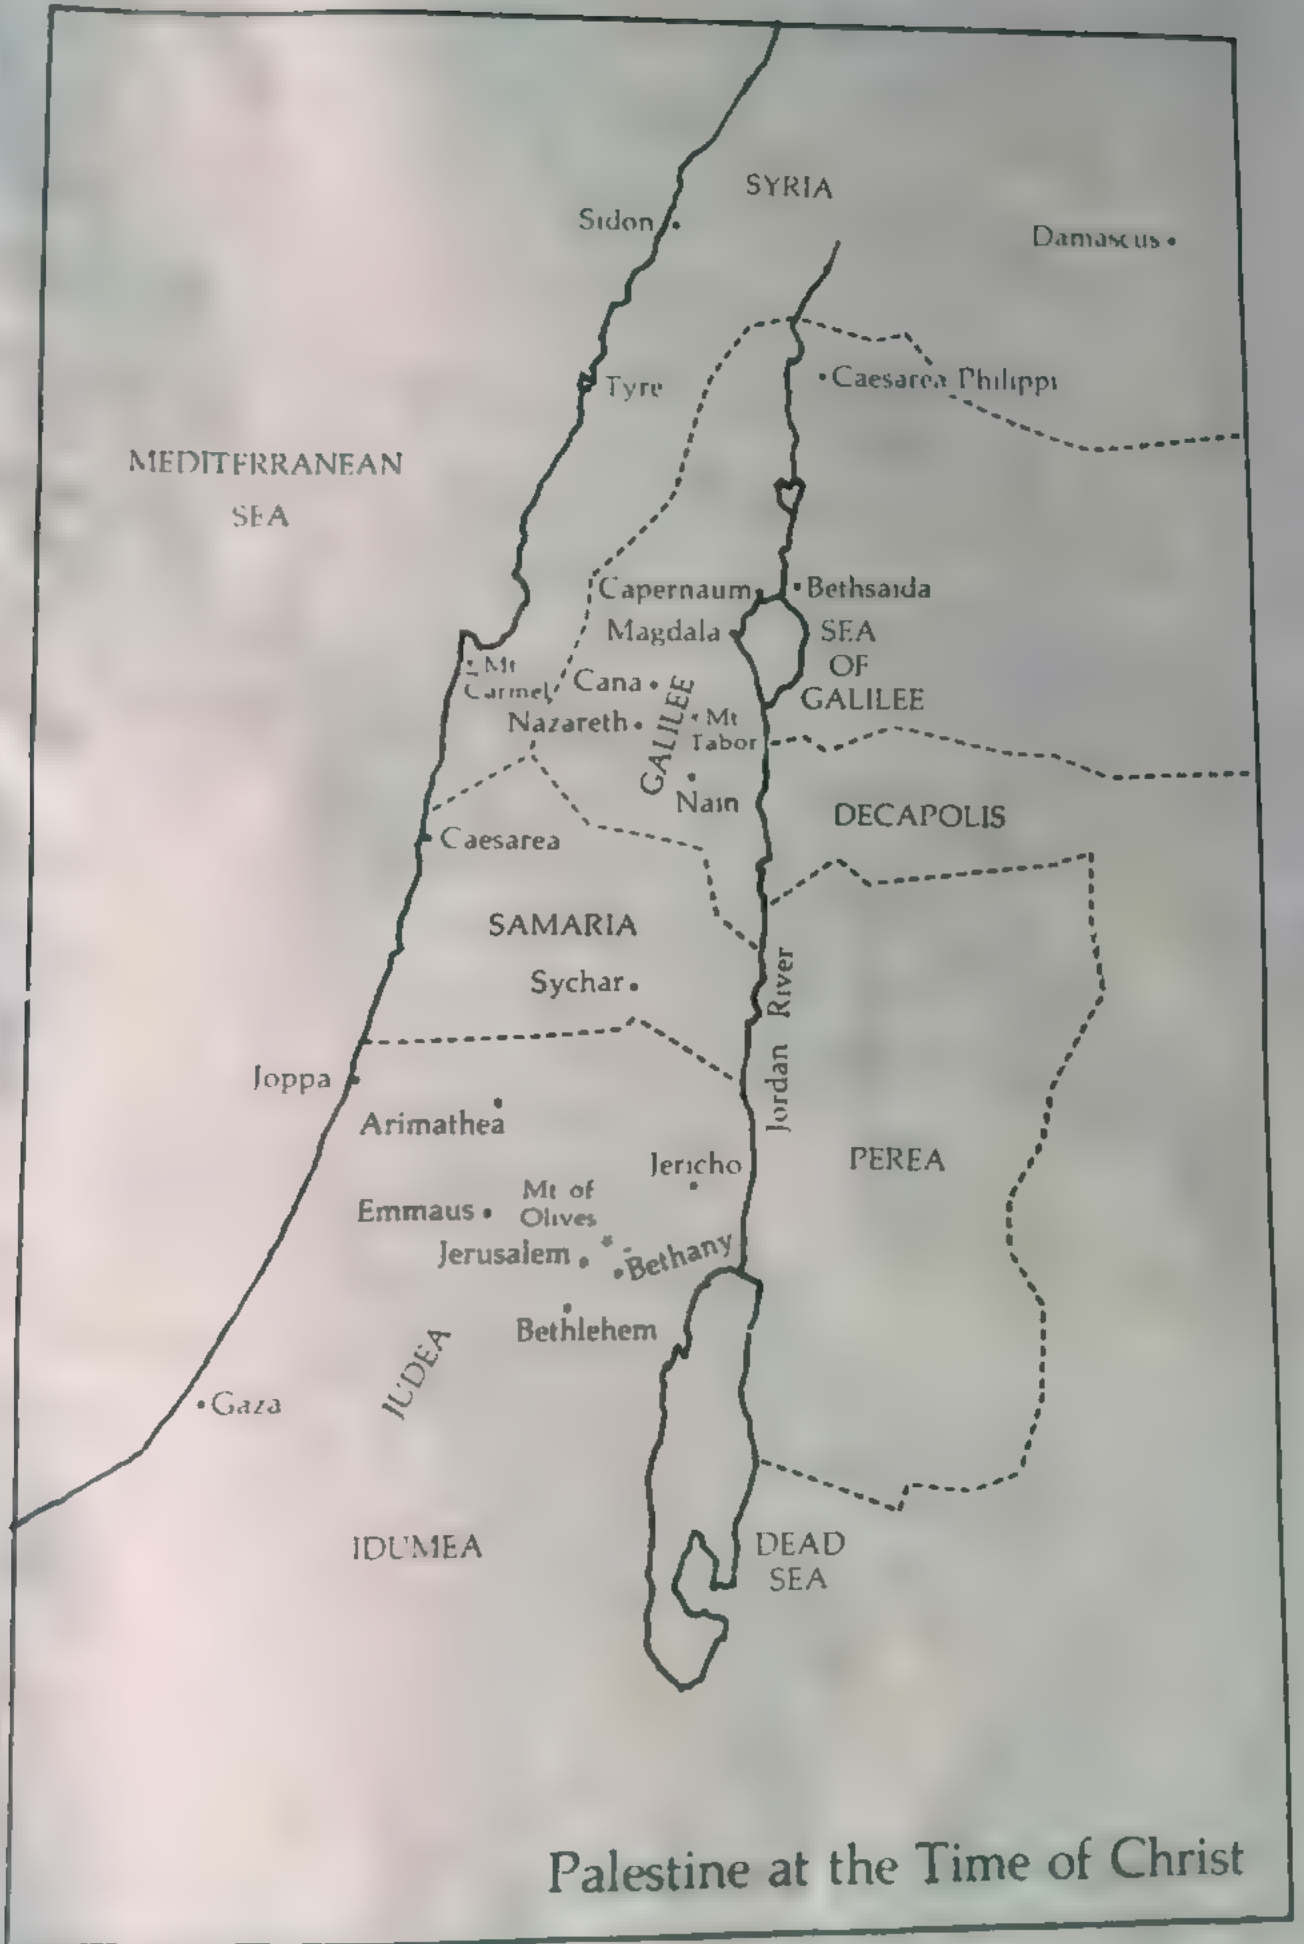 SYRIA
Sidon
Damascus
Tyre
Caesarea Philippi
MEDITERRANEAN
SEA
Capernaum
Bethsaida
Magdala
SEA
OF
GALILEE
Mt
Carmel
Cana
Nazareth
GALILEE
Mt
Tabor
Nain
DECAPOLIS
Caesarea
SAMARIA
Sychar
Jordan River
Joppa
Arimathea
Jericho
PEREA
Emmaus
Mt of
Olives
Jerusalem
Bethany
Bethlehem
JUDEA
Gaza
IDUMEA
DEAD
SEA
Palestine at the Time of Christ